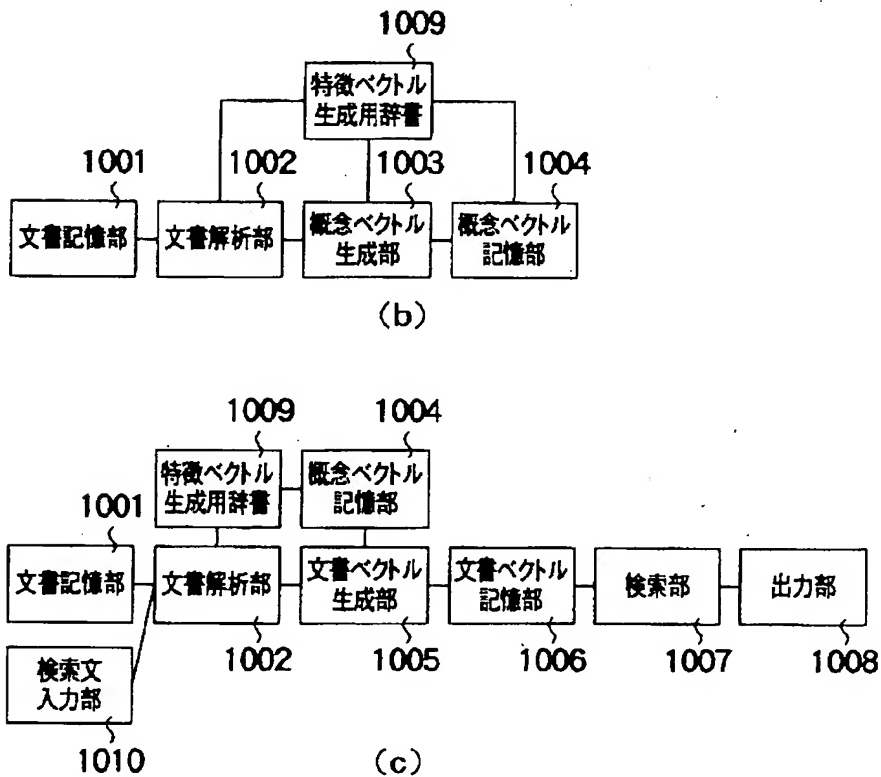 1009
特徴ベクトル
生成用辞書
1001
1002
1003
1004
文書記憶部
文書解析部
概念ベクトル
生成部
概念ベクトル
記憶部
(b)
1009
1004
特徴ベクトル
生成用辞書
概念ベクトル
記憶部
1001
文書記憶部
文書解析部
文書ベクトル
生成部
文書ベクトル
記憶部
検索部
出力部
1002
1005
1006
1007
1008
検索文
入力部
1010
(c)